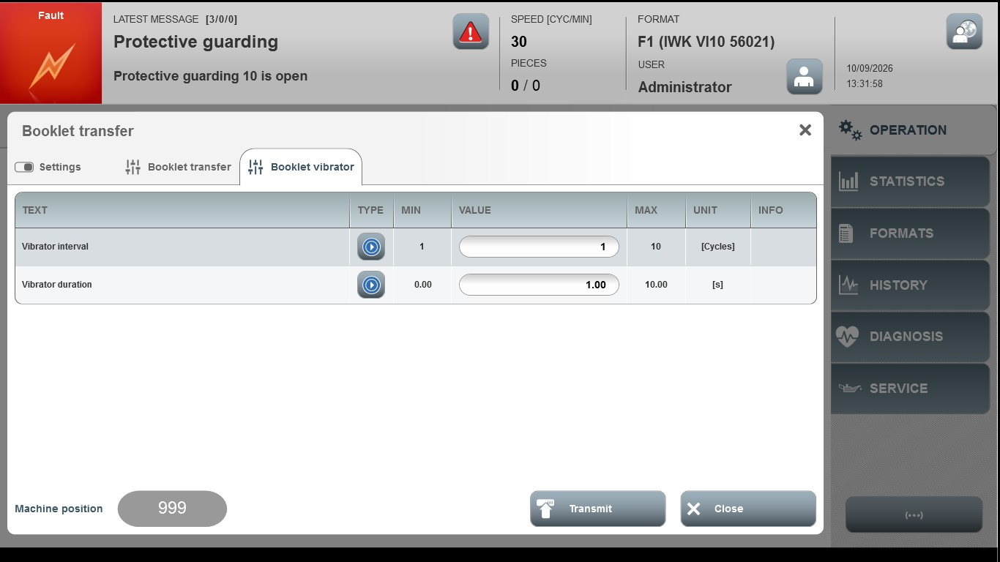 Fault
LATEST MESSAGE [3/0/0]
Protective guarding
Protective guarding 10 is open
SPEED [CYC/MIN]
30
PIECES
0 / 0
FORMAT
F1 (IWK VI10 56021)
USER
Administrator
10/09/2026
13:31:58
Booklet transfer
Settings
Booklet transfer
Booklet vibrator
TEXT TYPE MIN VALUE MAX UNIT INFO
Vibrator interval 1 1 10 [Cycles]
Vibrator duration 0.00 1.00 10.00 [s]
Machine position 999
Transmit
Close
OPERATION
STATISTICS
FORMATS
HISTORY
DIAGNOSIS
SERVICE
(•••)